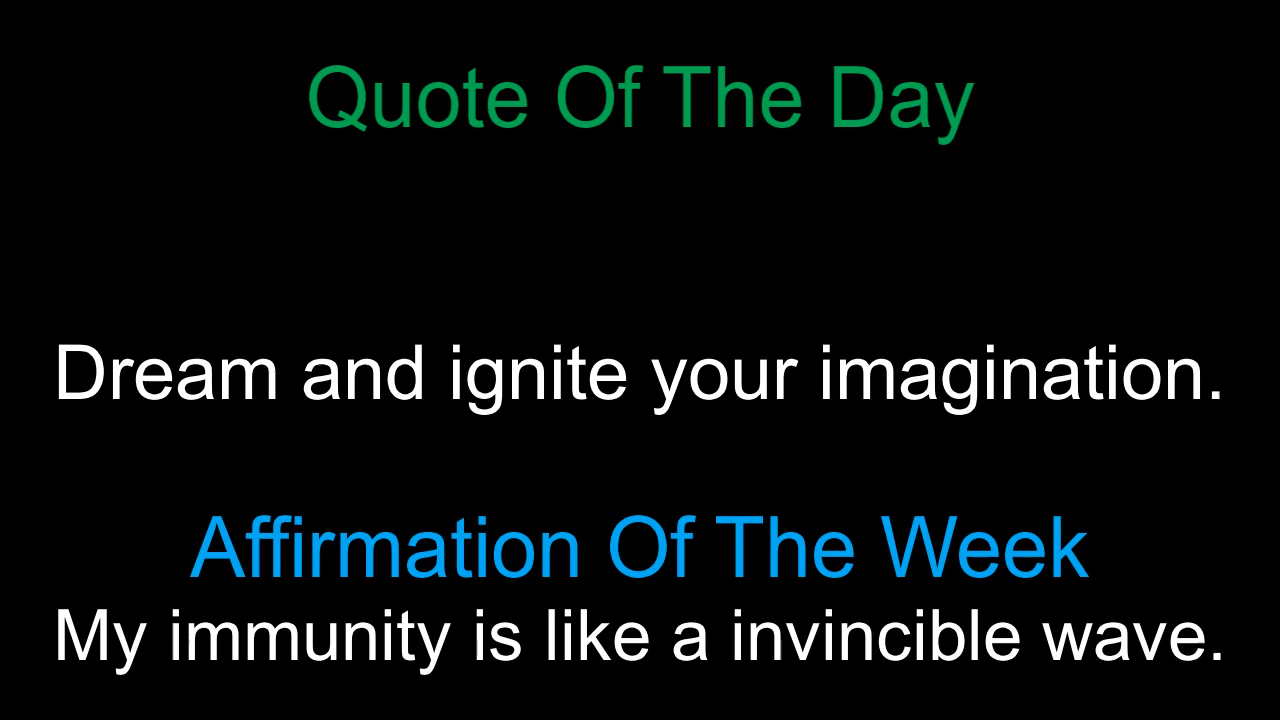 Quote Of The Day
Dream and ignite your imagination.
Affirmation Of The Week
My immunity is like a invincible wave.